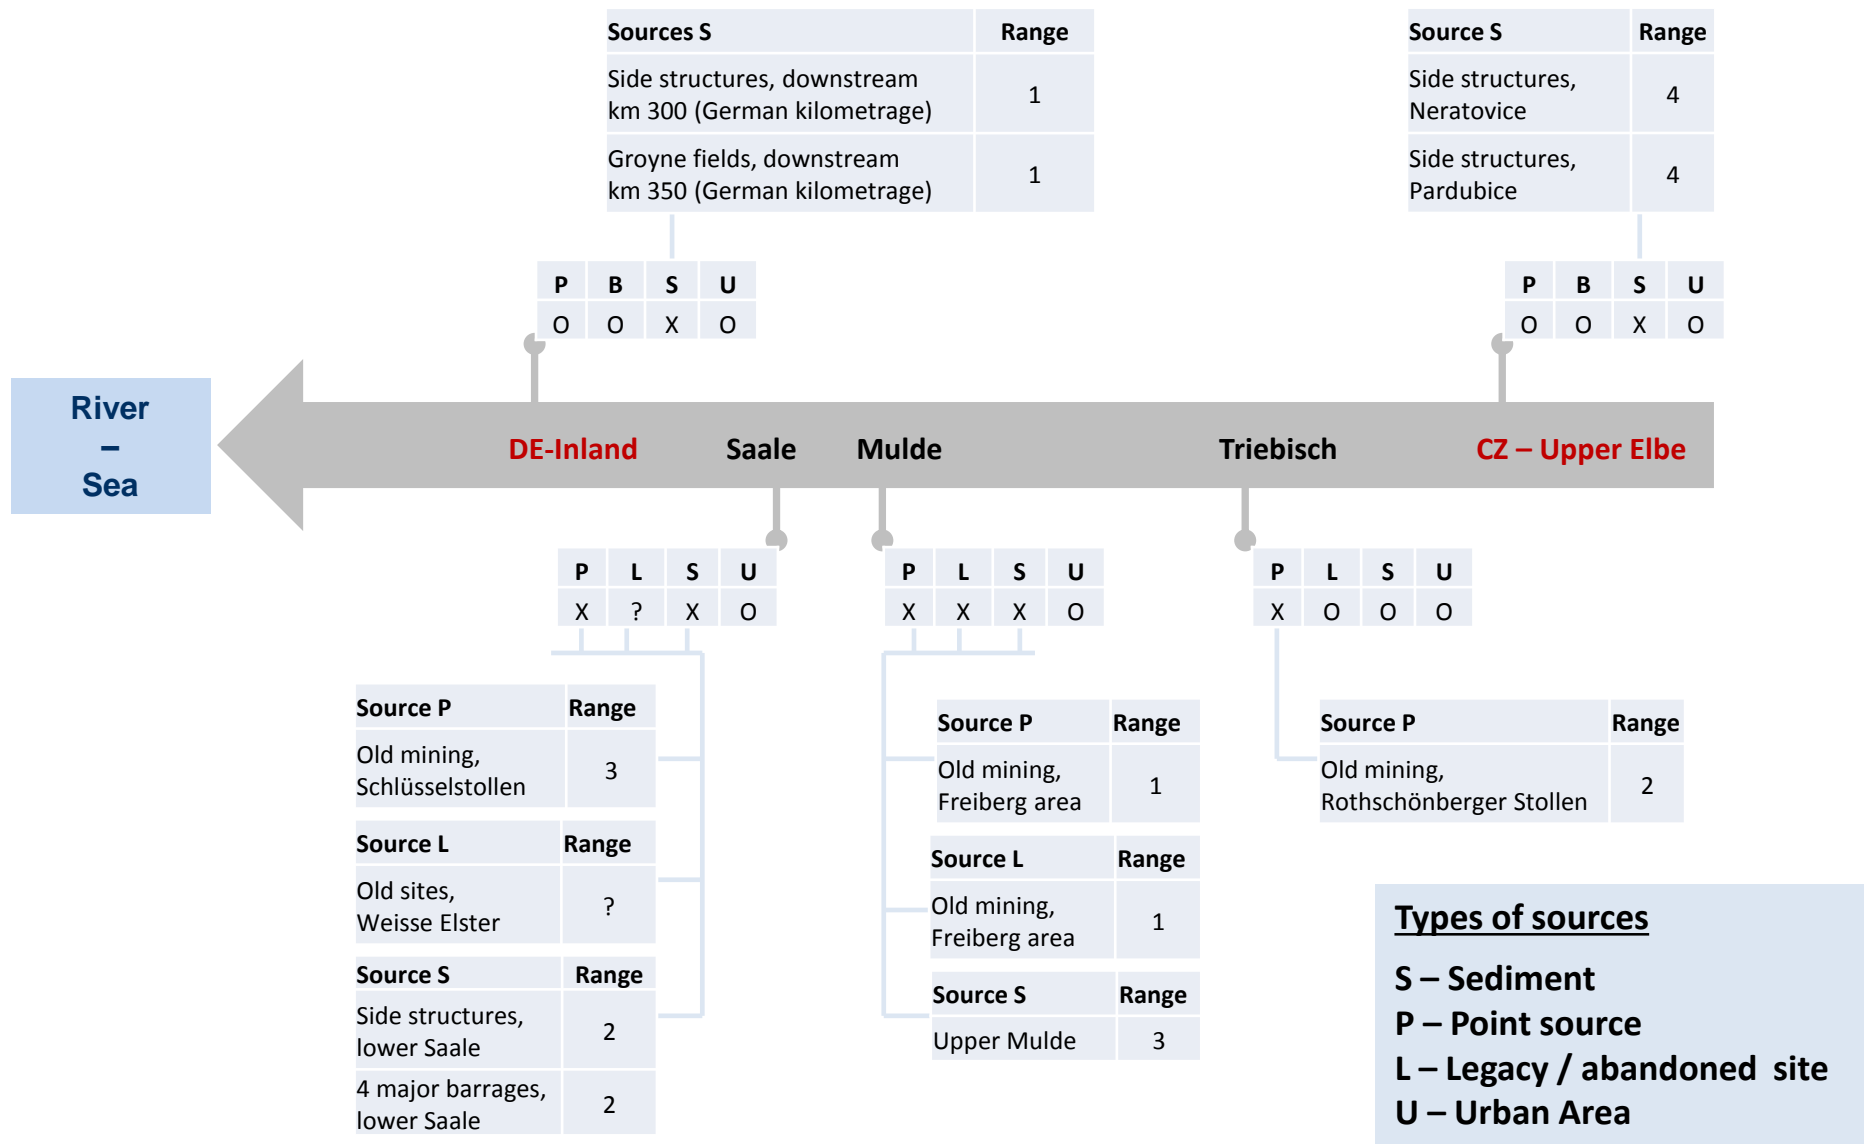 Sources S Range
Side structures, downstream
km 300 (German kilometrage)
1
Groyne fields, downstream
km 350 (German kilometrage)
1
Source S Range
Side structures,
Neratovice
4
Side structures,
Pardubice
4
P B S U
O O X O
P B S U
O O X O
River
–
Sea
DE-Inland Saale Mulde Triebisch CZ – Upper Elbe
P L S U
X ? X O
P L S U
X X X O
P L S U
X O O O
Source P Range
Old mining,
Schlüsselstollen
3
Source L Range
Old sites,
Weisse Elster
?
Source S Range
Side structures,
lower Saale
2
4 major barrages,
lower Saale
2
Source P Range
Old mining,
Freiberg area
1
Source L Range
Old mining,
Freiberg area
1
Source S Range
Upper Mulde 3
Source P Range
Old mining,
Rothschönberger Stollen
2
Types of sources
S – Sediment
P – Point source
L – Legacy / abandoned site
U – Urban Area